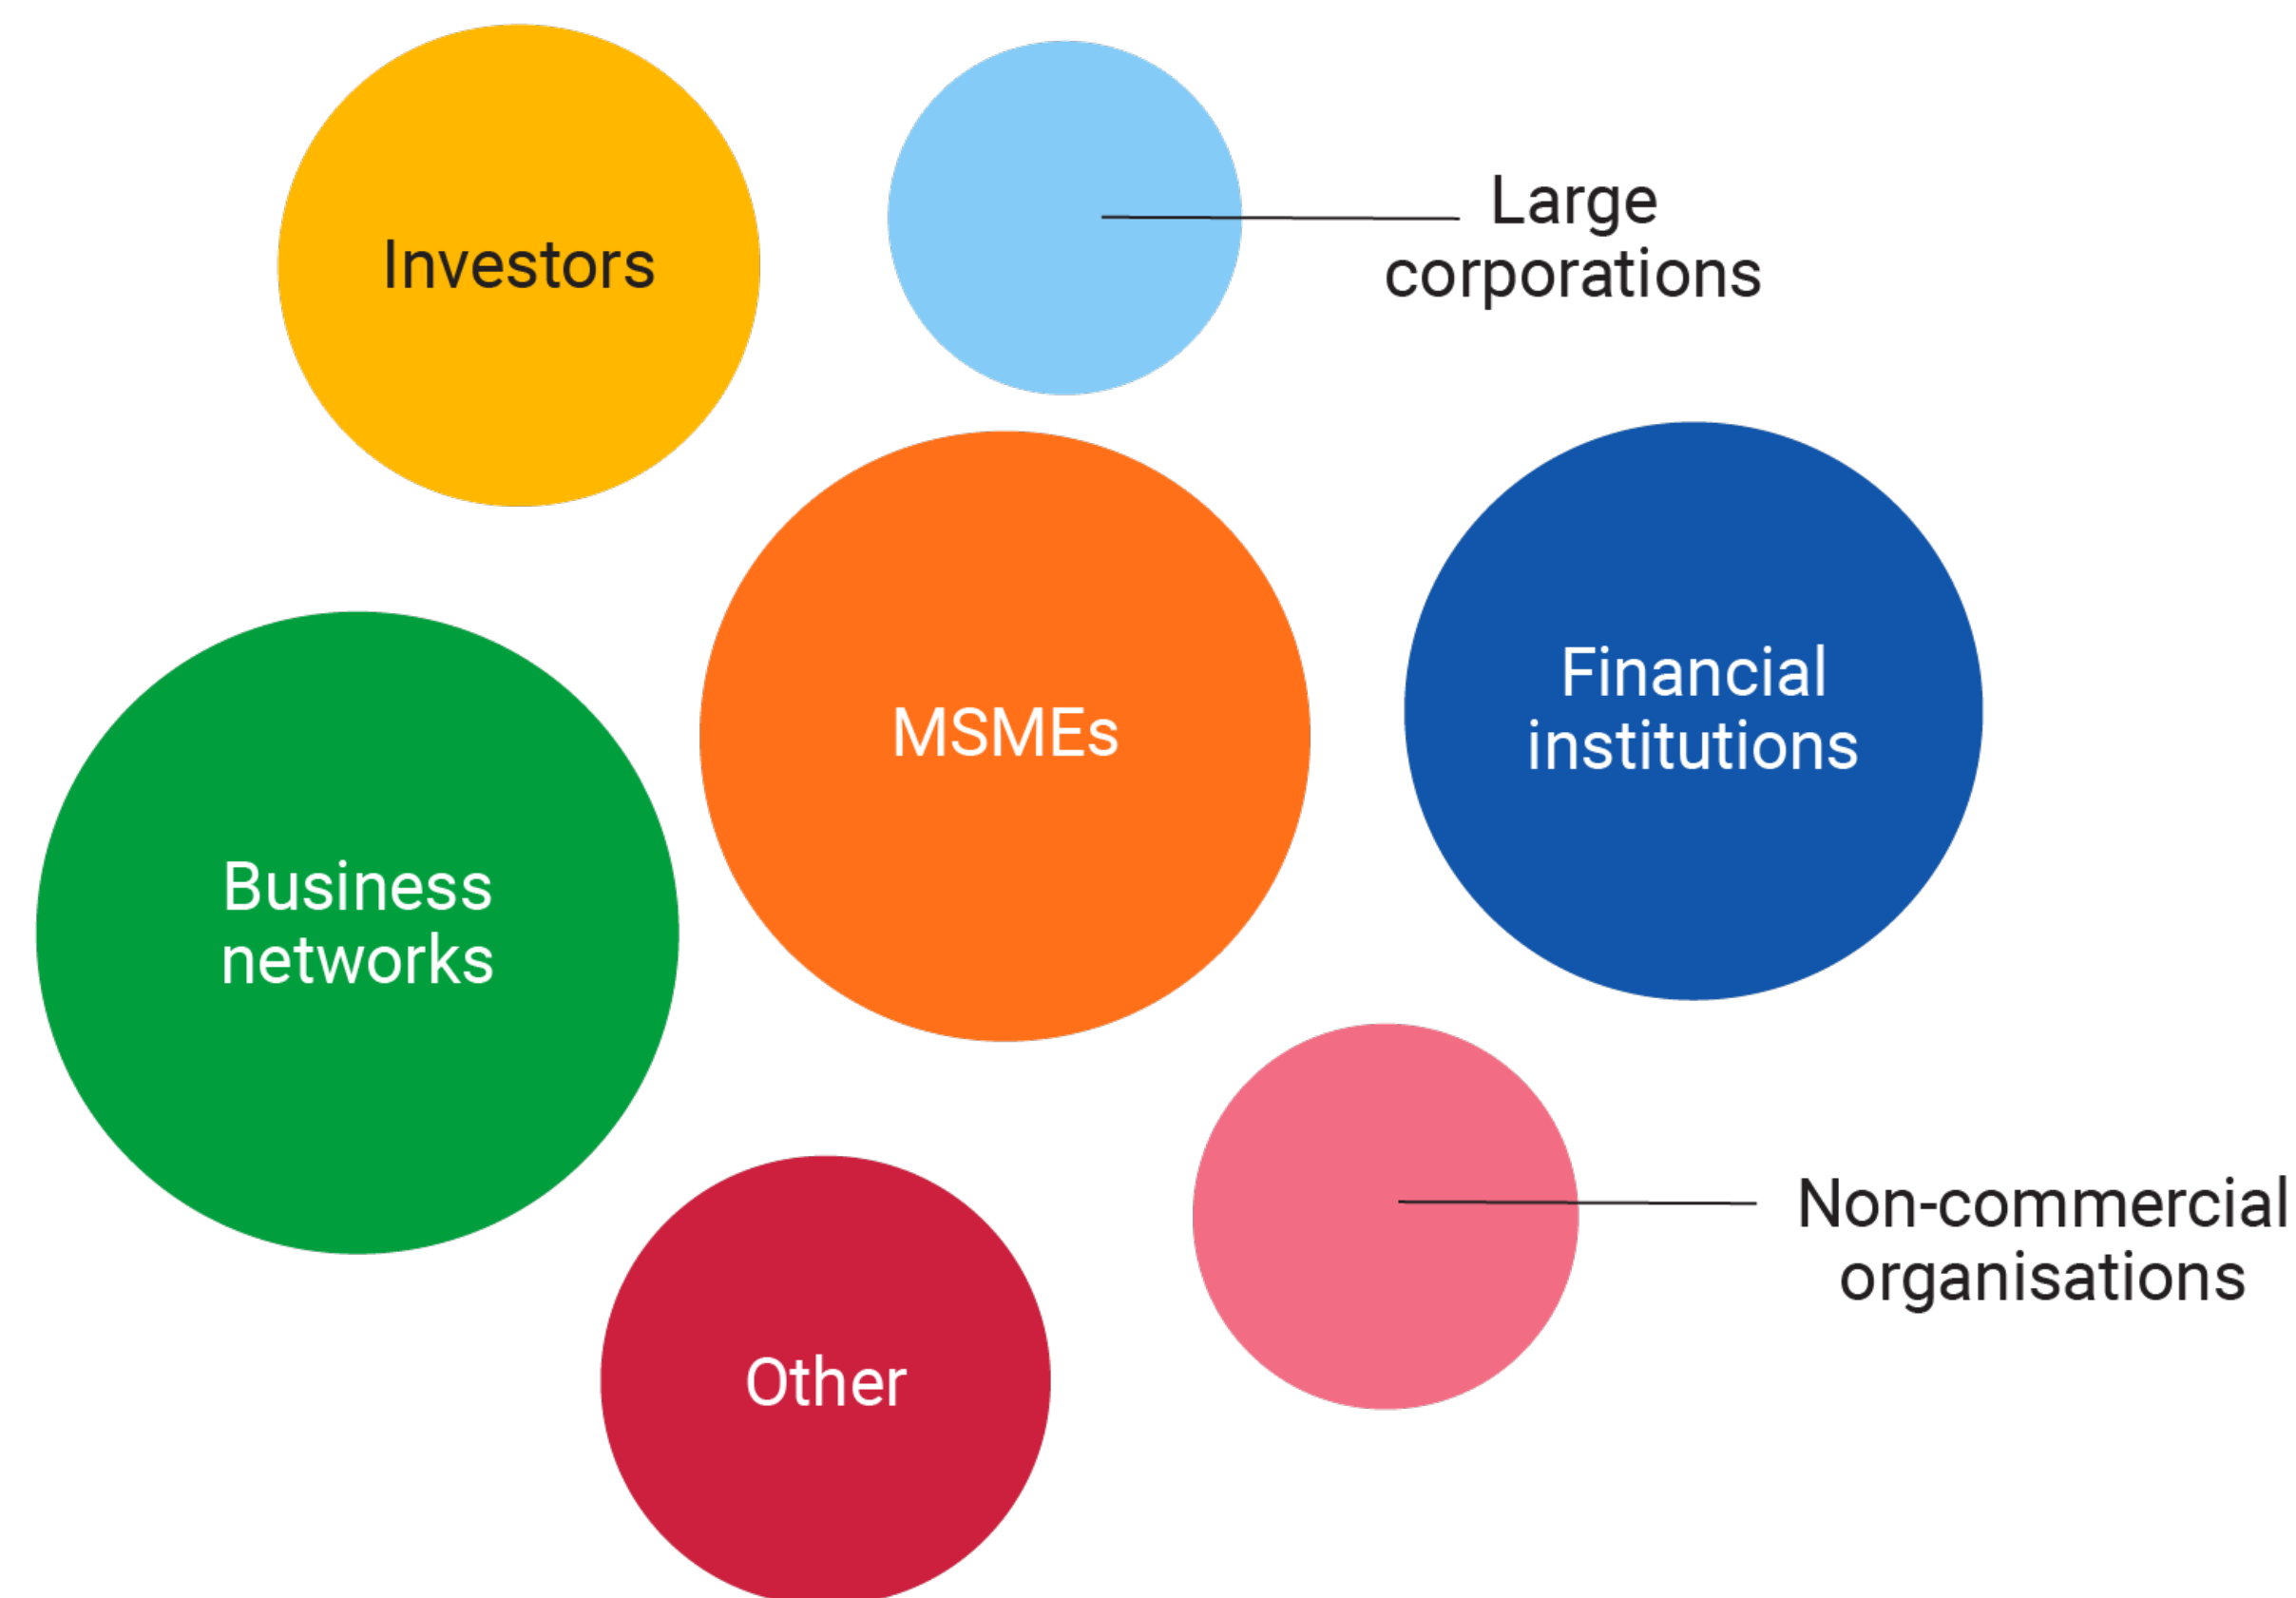 Large
corporations
Investors
Financial
institutions
MSMEs
Business
networks
Non-commercial
organisations
Other